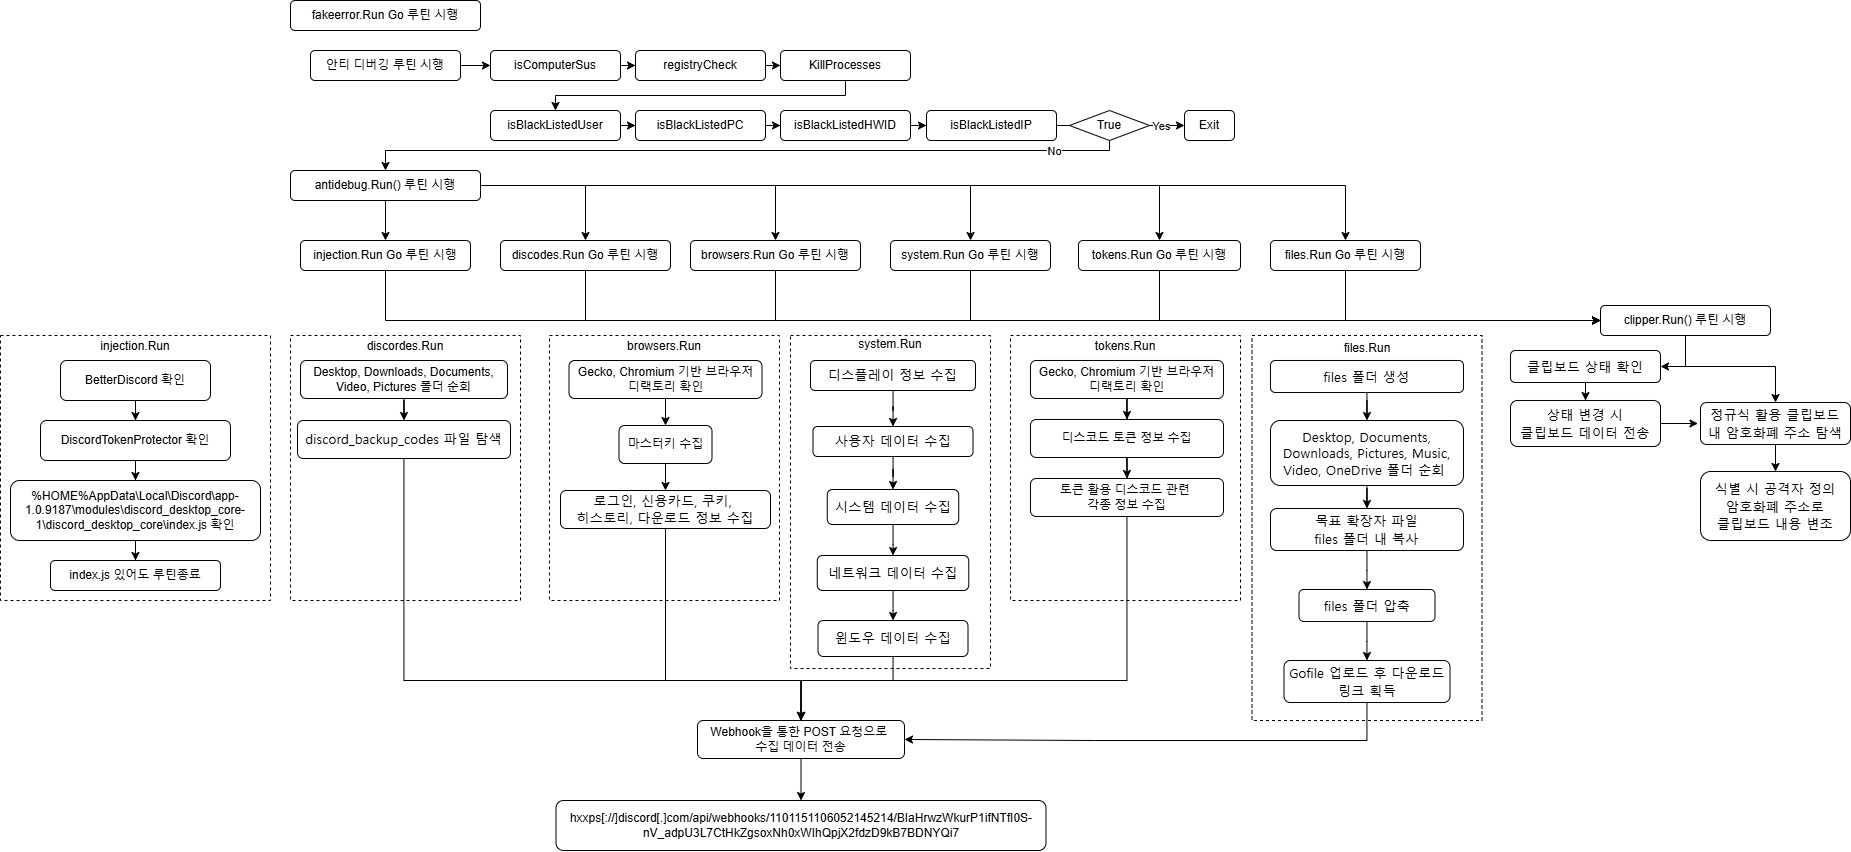 fakeerror.Run Go 루틴 시행
안티 디버깅 루틴 시행
isComputerSus
registryCheck
KillProcesses
isBlackListedUser
isBlackListedPC
isBlackListedHWID
isBlackListedIP
True
Yes
Exit
No
antidebug.Run() 루틴 시행
injection.Run Go 루틴 시행
discodes.Run Go 루틴 시행
browsers.Run Go 루틴 시행
system.Run Go 루틴 시행
tokens.Run Go 루틴 시행
files.Run Go 루틴 시행
clipper.Run() 루틴 시행
injection.Run
BetterDiscord 확인
DiscordTokenProtector 확인
%HOME%AppData\Local\Discord\app-
1.0.9187\modules\discord_desktop_core-
1\discord_desktop_core\index.js 확인
index.js 있어도 루틴종료
discordes.Run
Desktop, Downloads, Documents,
Video, Pictures 폴더 순회
discord_backup_codes 파일 탐색
browsers.Run
Gecko, Chromium 기반 브라우저
디랙토리 확인
마스터키 수집
로그인, 신용카드, 쿠키,
히스토리, 다운로드 정보 수집
system.Run
디스플레이 정보 수집
사용자 데이터 수집
시스템 데이터 수집
네트워크 데이터 수집
윈도우 데이터 수집
tokens.Run
Gecko, Chromium 기반 브라우저
디랙토리 확인
디스코드 토큰 정보 수집
토큰 활용 디스코드 관련
각종 정보 수집
files.Run
files 폴더 생성
Desktop, Documents,
Downloads, Pictures, Music,
Video, OneDrive 폴더 순회
목표 확장자 파일
files 폴더 내 복사
files 폴더 압축
Gofile 업로드 후 다운로드
링크 획득
클립보드 상태 확인
상태 변경 시
클립보드 데이터 전송
정규식 활용 클립보드
내 암호화폐 주소 탐색
식별 시 공격자 정의
암호화폐 주소로
클립보드 내용 변조
Webhook을 통한 POST 요청으로
수집 데이터 전송
hxxps[://]discord[.]com/api/webhooks/1101151106052145214/BlaHrwzWkurP1ifNTfI0S-
nV_adpU3L7CtHkZgsoxNh0xWlhQpjX2fdzD9kB7BDNYQi7